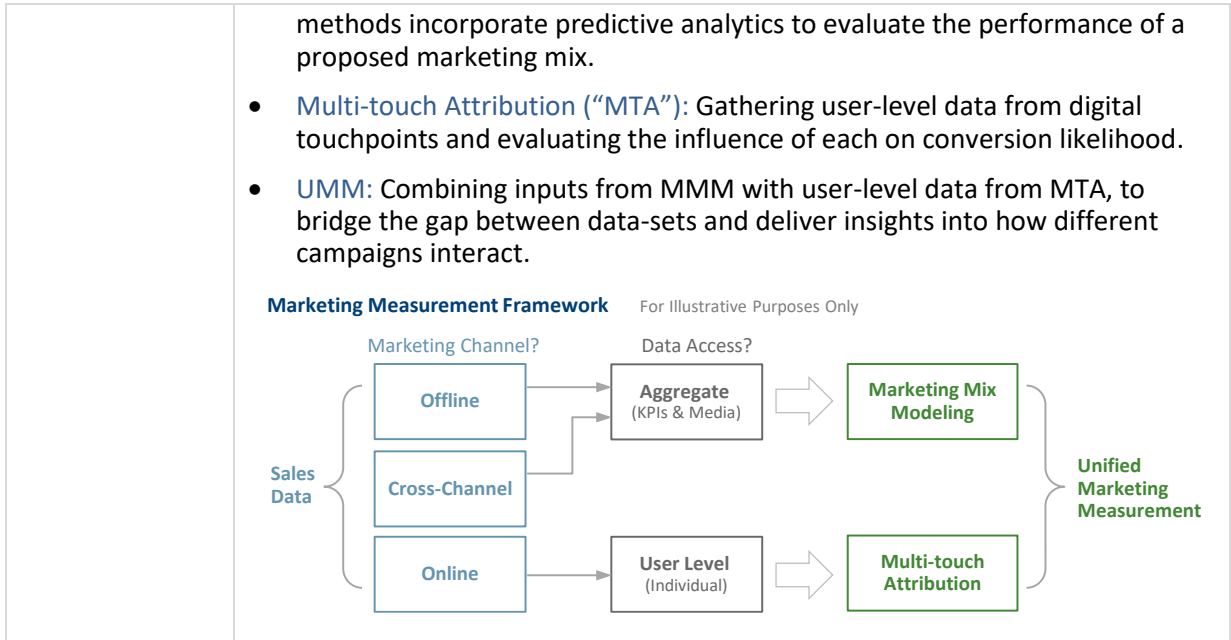 methods incorporate predictive analytics to evaluate the performance of a
proposed marketing mix.
• Multi-touch Attribution (“MTA”): Gathering user-level data from digital
touchpoints and evaluating the influence of each on conversion likelihood.
• UMM: Combining inputs from MMM with user-level data from MTA, to
bridge the gap between data-sets and deliver insights into how different
campaigns interact.
Marketing Measurement Framework For Illustrative Purposes Only
Marketing Channel? Data Access?
Sales
Data
Offline
Cross-Channel
Online
Aggregate
(KPIs & Media)
User Level
(Individual)
Marketing Mix
Modeling
Multi-touch
Attribution
Unified
Marketing
Measurement